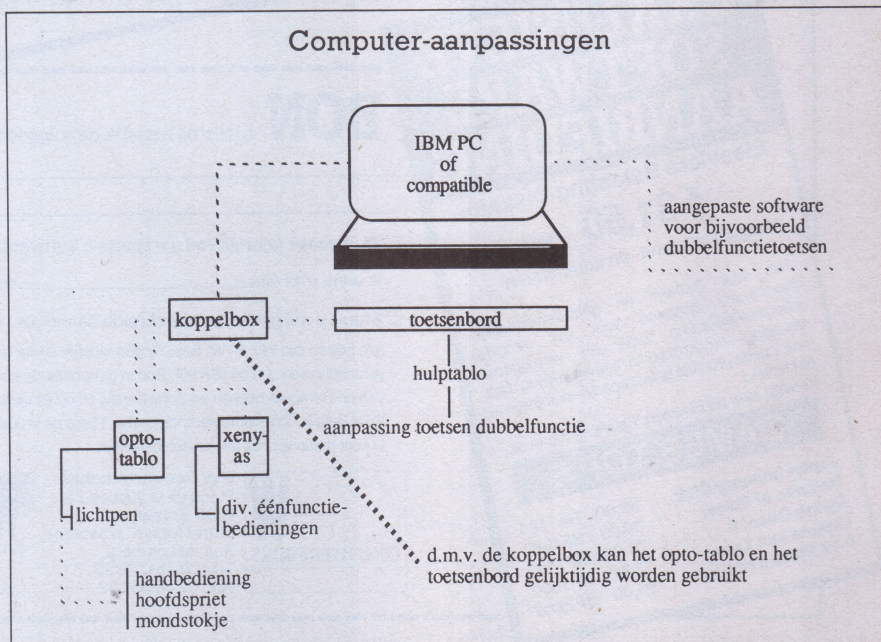 Computer-aanpassingen
IBM PC
of
compatible
aangepaste software
voor bijvoorbeeld
dubbelfunctietoetsen
koppelbox
toetsenbord
hulptablo
aanpassing toetsen dubbelfunctie
opto-
tablo
xeny-
as
lichtpen
div. éénfunctie-
bedieningen
handbediening
hoofdspriet
mondstokje
d.m.v. de koppelbox kan het opto-tablo en het
toetsenbord gelijktijdig worden gebruikt